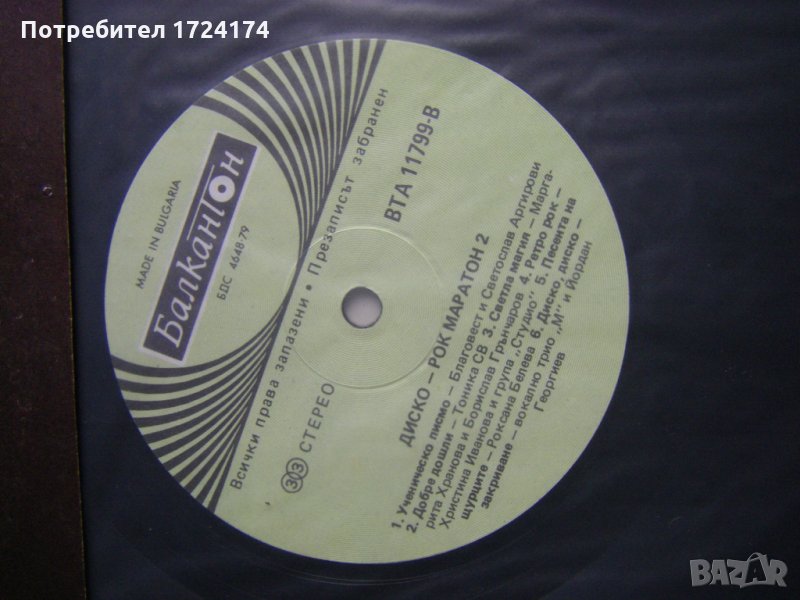 Потребител 1724174
MADE IN BULGARIA
Балкантон
БДС 4648-79
Всички права запазени • Презаписът забранен
33 СТЕРЕО
ВТА 11799-В
ДИСКО – РОК МАРАТОН 2
1. Ученическо писмо – Благовест и Светослав Аргирови
2. Добре дошли – Тоника СВ 3. Светла магия – Марга-
рита Хранова и Борислав Грънчаров 4. Ретро рок –
Христина Иванова и група „Студио" 5. Песента на
щурците – Роксана Белева 6. Диско, диско –
закриване – вокално трио „М" и Йордан
Георгиев
BAZAR